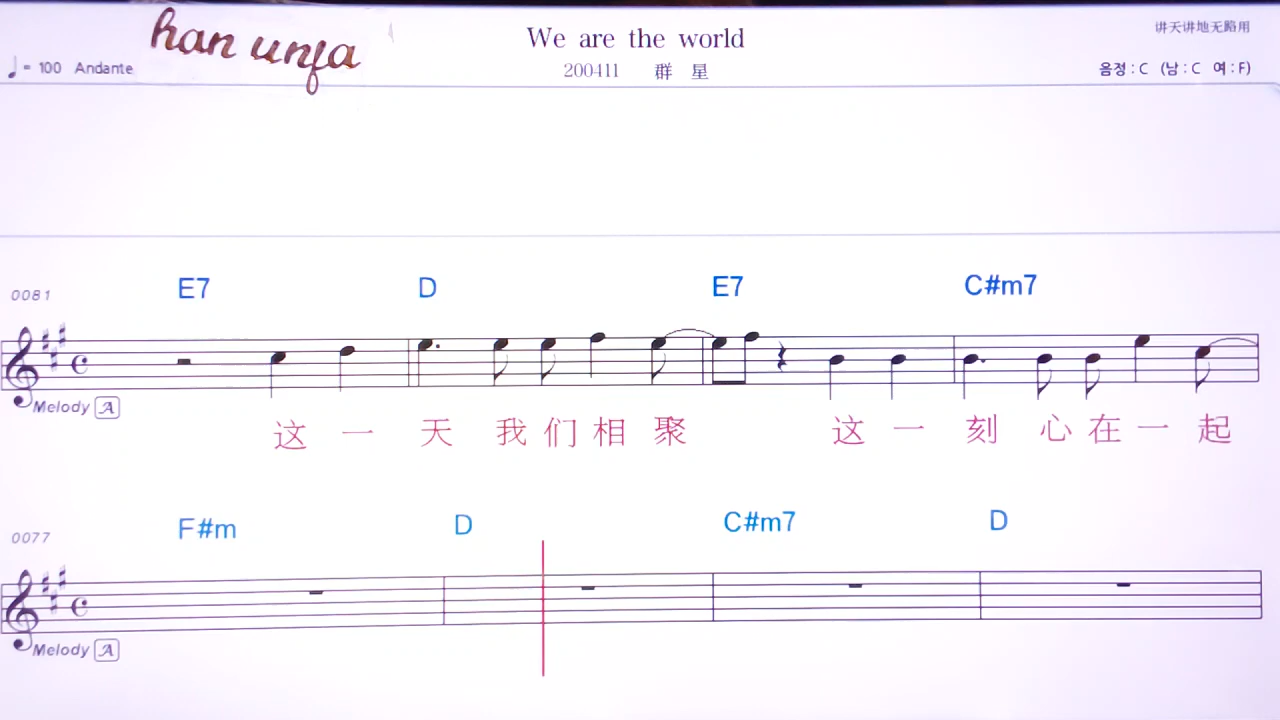 han unfa
We are the world
讲天讲地无路用
♩= 100 Andante
200411 群 星
음정 : C (남 : C 여 : F)
E7 D E7 C#m7
0081
Melody A
这 一 天 我 们 相 聚 这 一 刻 心 在 一 起
F#m D C#m7 D
0077
Melody A